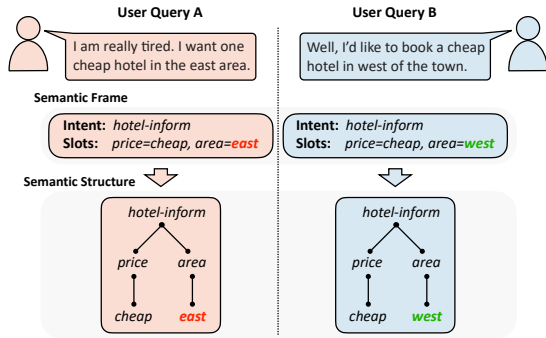 User Query A
I am really tired. I want one
cheap hotel in the east area.
User Query B
Well, I'd like to book a cheap
hotel in west of the town.
Semantic Frame
Intent: hotel-inform
Slots: price=cheap, area=east
Intent: hotel-inform
Slots: price=cheap, area=west
Semantic Structure
hotel-inform
price area
cheap east
hotel-inform
price area
cheap west